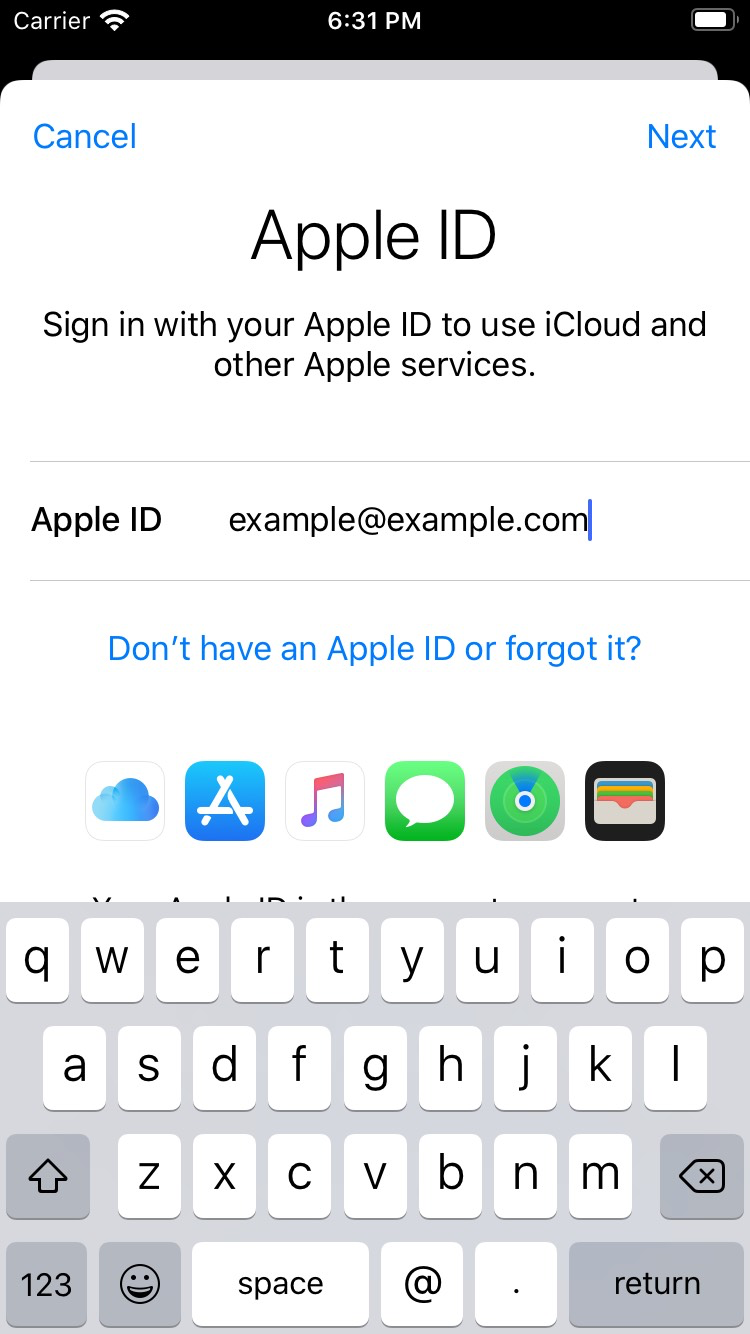 Carrier 6:31 PM
Cancel Next
Apple ID
Sign in with your Apple ID to use iCloud and
other Apple services.
Apple ID example@example.com
Don’t have an Apple ID or forgot it?
q w e r t y u i o p
a s d f g h j k l
z x c v b n m
123 space @ . return